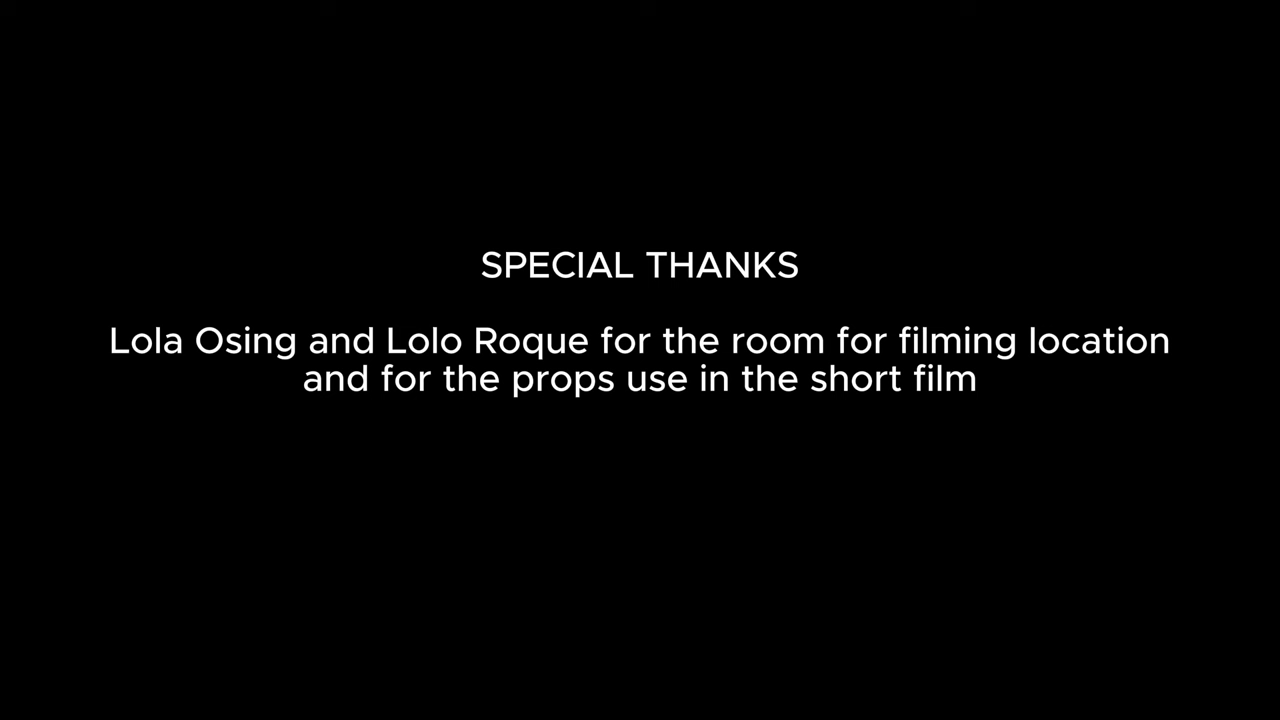 SPECIAL THANKS
Lola Osing and Lolo Roque for the room for filming location
and for the props use in the short film